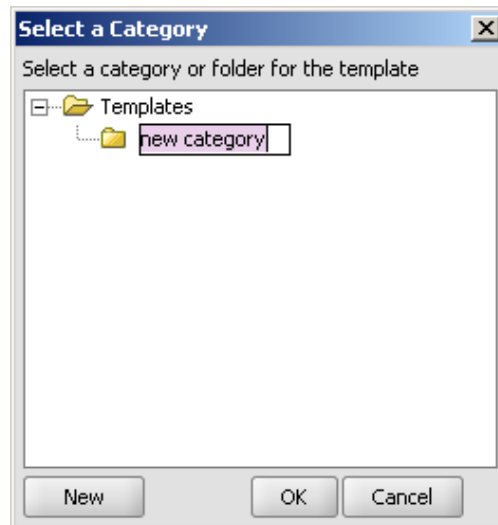 Select a Category
Select a category or folder for the template
Templates
new category
New OK Cancel